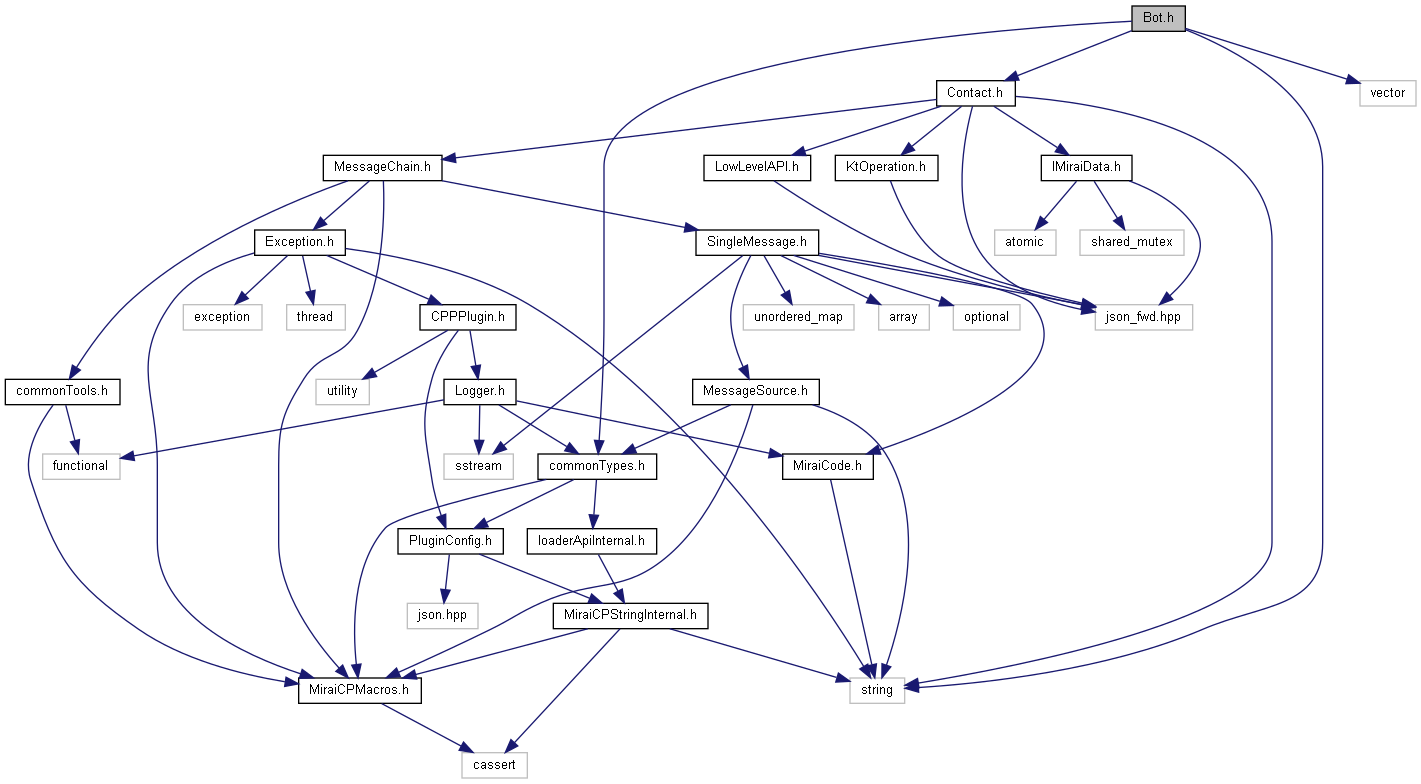 Bot.h
Contact.h
vector
MessageChain.h
LowLevelAPI.h
KtOperation.h
IMiraiData.h
Exception.h
SingleMessage.h
atomic
shared_mutex
exception
thread
CPPPlugin.h
unordered_map
array
optional
json_fwd.hpp
commonTools.h
utility
Logger.h
MessageSource.h
functional
sstream
commonTypes.h
MiraiCode.h
PluginConfig.h
loaderApiInternal.h
json.hpp
MiraiCPStringInternal.h
MiraiCPMacros.h
string
cassert